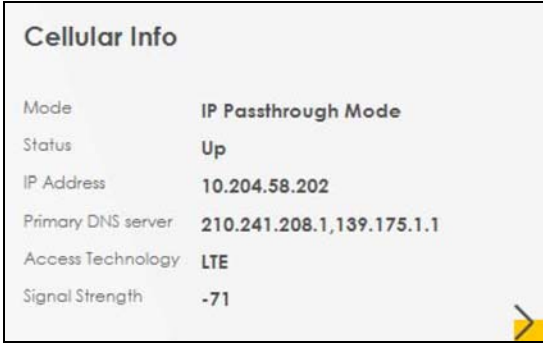 Cellular Info
Mode IP Passthrough Mode
Status Up
IP Address 10.204.58.202
Primary DNS server 210.241.208.1,139.175.1.1
Access Technology LTE
Signal Strength -71